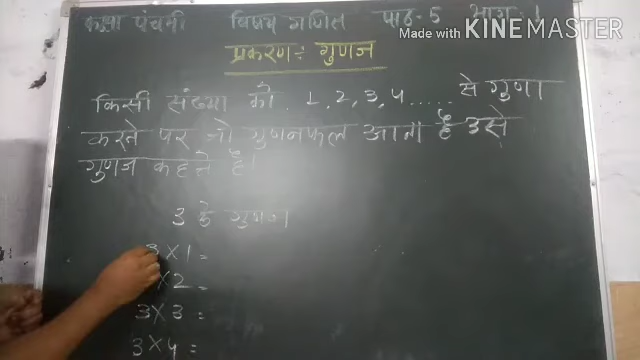 कक्षा पंचमी विषय गणित पाठ-5 भाग-1
Made with KINEMASTER
प्रकरण:- गुणज
किसी संख्या को 1, 2, 3, 4 ..... से गुणा
करने पर जो गुणनफल आता है उसे
गुणज कहते है।
3 के गुणज
3 × 1 =
× 2 =
3 × 3 =
3 × 4 =